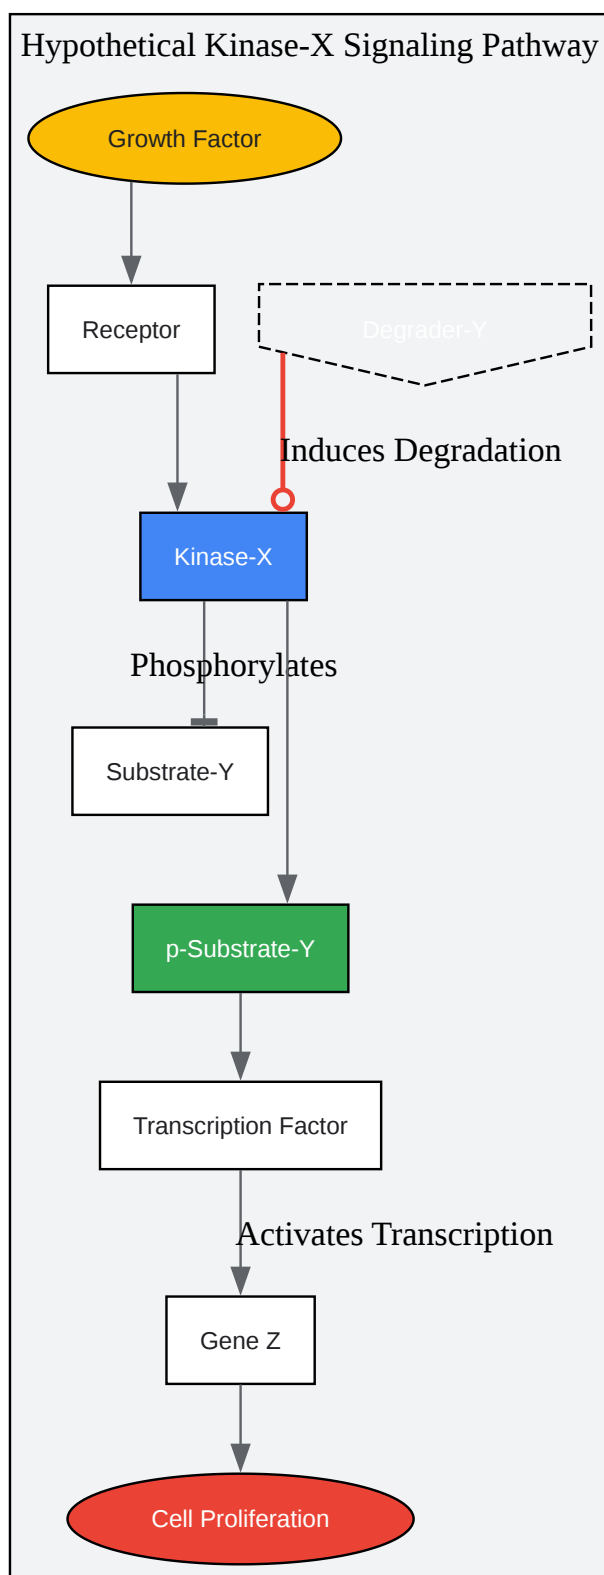 Hypothetical Kinase-X Signaling Pathway
Growth Factor
Receptor
Degrader-Y
Induces Degradation
Kinase-X
Phosphorylates
Substrate-Y
p-Substrate-Y
Transcription Factor
Activates Transcription
Gene Z
Cell Proliferation